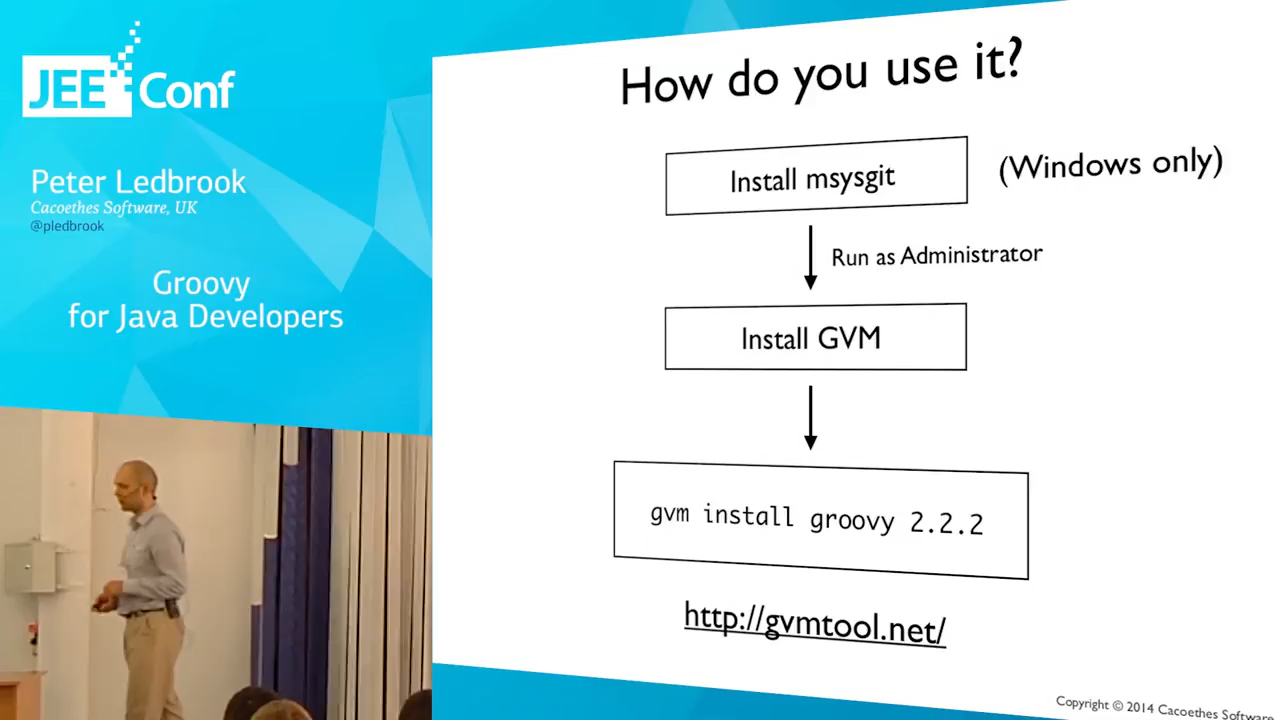 JEE Conf
Peter Ledbrook
Cacoethes Software, UK
@pledbrook
Groovy
for Java Developers
How do you use it?
Install msysgit
(Windows only)
Run as Administrator
Install GVM
gvm install groovy 2.2.2
http://gvmtool.net/
Copyright © 2014 Cacoethes Software